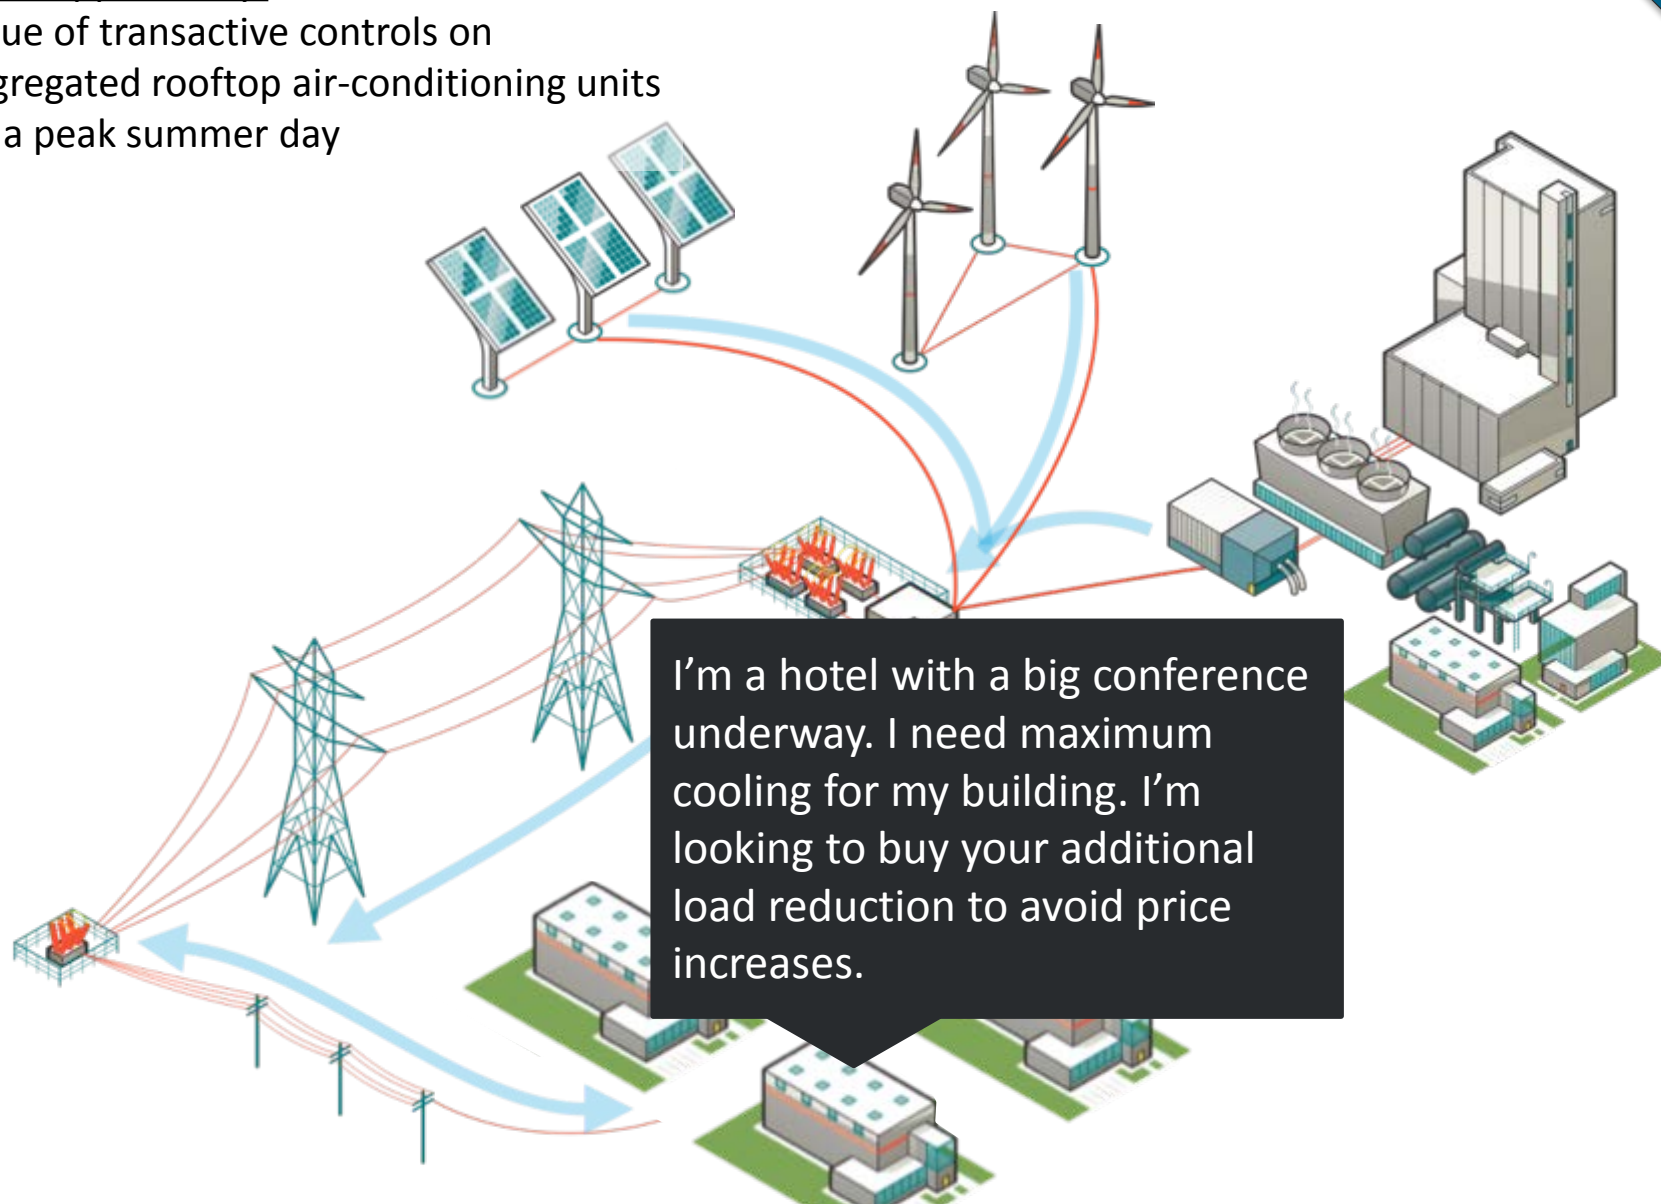 ue of transactive controls on
gregated rooftop air-conditioning units
a peak summer day
I’m a hotel with a big conference
underway. I need maximum
cooling for my building. I’m
looking to buy your additional
load reduction to avoid price
increases.